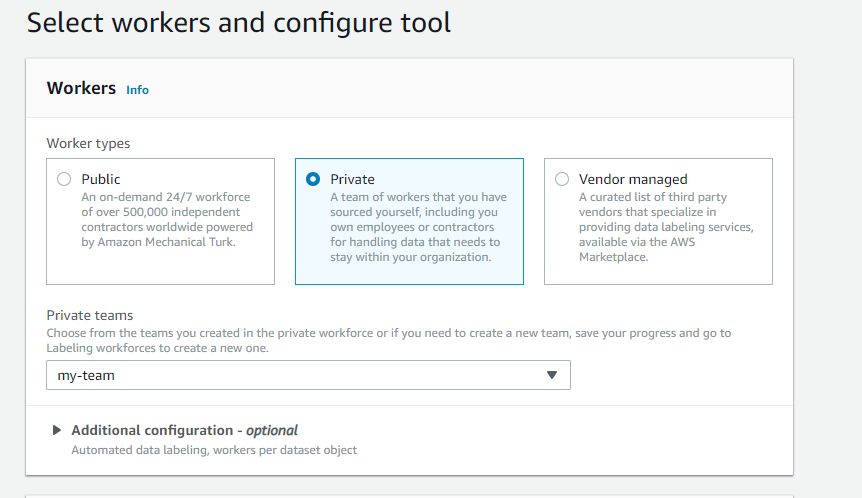 Select workers and configure tool
Workers Info
Worker types
Public
An on-demand 24/7 workforce
of over 500,000 independent
contractors worldwide powered
by Amazon Mechanical Turk.
Private
A team of workers that you have
sourced yourself, including you
own employees or contractors
for handling data that needs to
stay within your organization.
Vendor managed
A curated list of third party
vendors that specialize in
providing data labeling services,
available via the AWS
Marketplace.
Private teams
Choose from the teams you created in the private workforce or if you need to create a new team, save your progress and go to
Labeling workforces to create a new one.
my-team
Additional configuration - optional
Automated data labeling, workers per dataset object